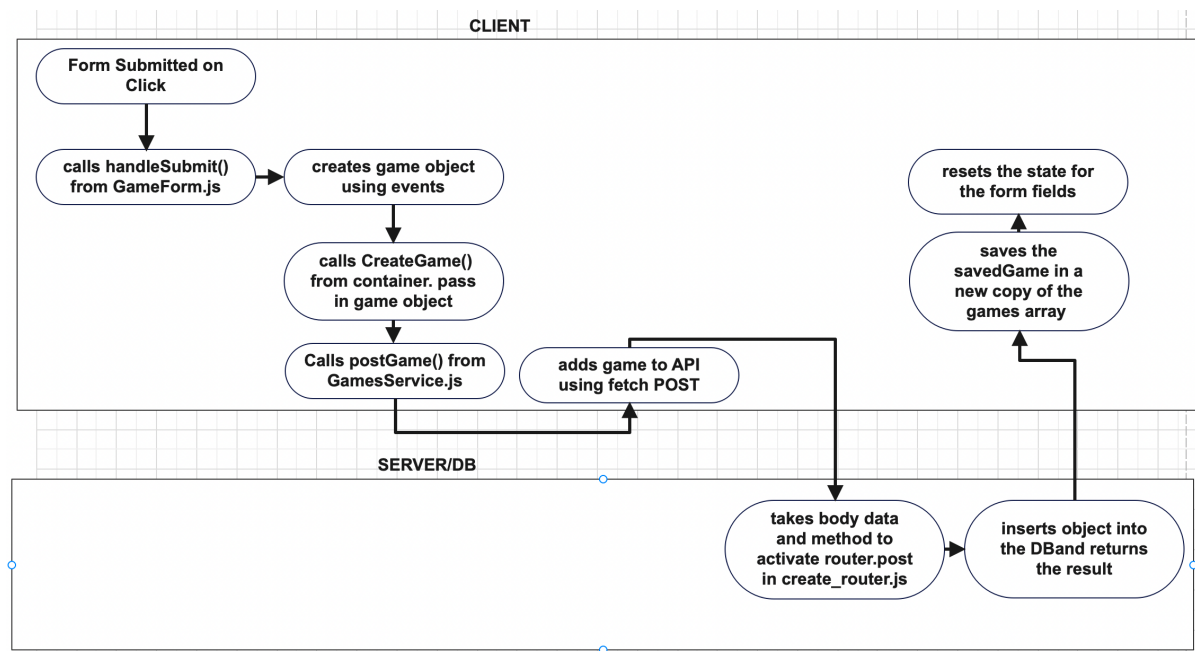 CLIENT
Form Submitted on
Click
calls handleSubmit()
from GameForm.js
creates game object
using events
calls CreateGame()
from container. pass
in game object
Calls postGame() from
GamesService.js
adds game to API
using fetch POST
resets the state for
the form fields
saves the
savedGame in a
new copy of the
games array
SERVER/DB
takes body data
and method to
activate router.post
in create_router.js
inserts object into
the DBand returns
the result